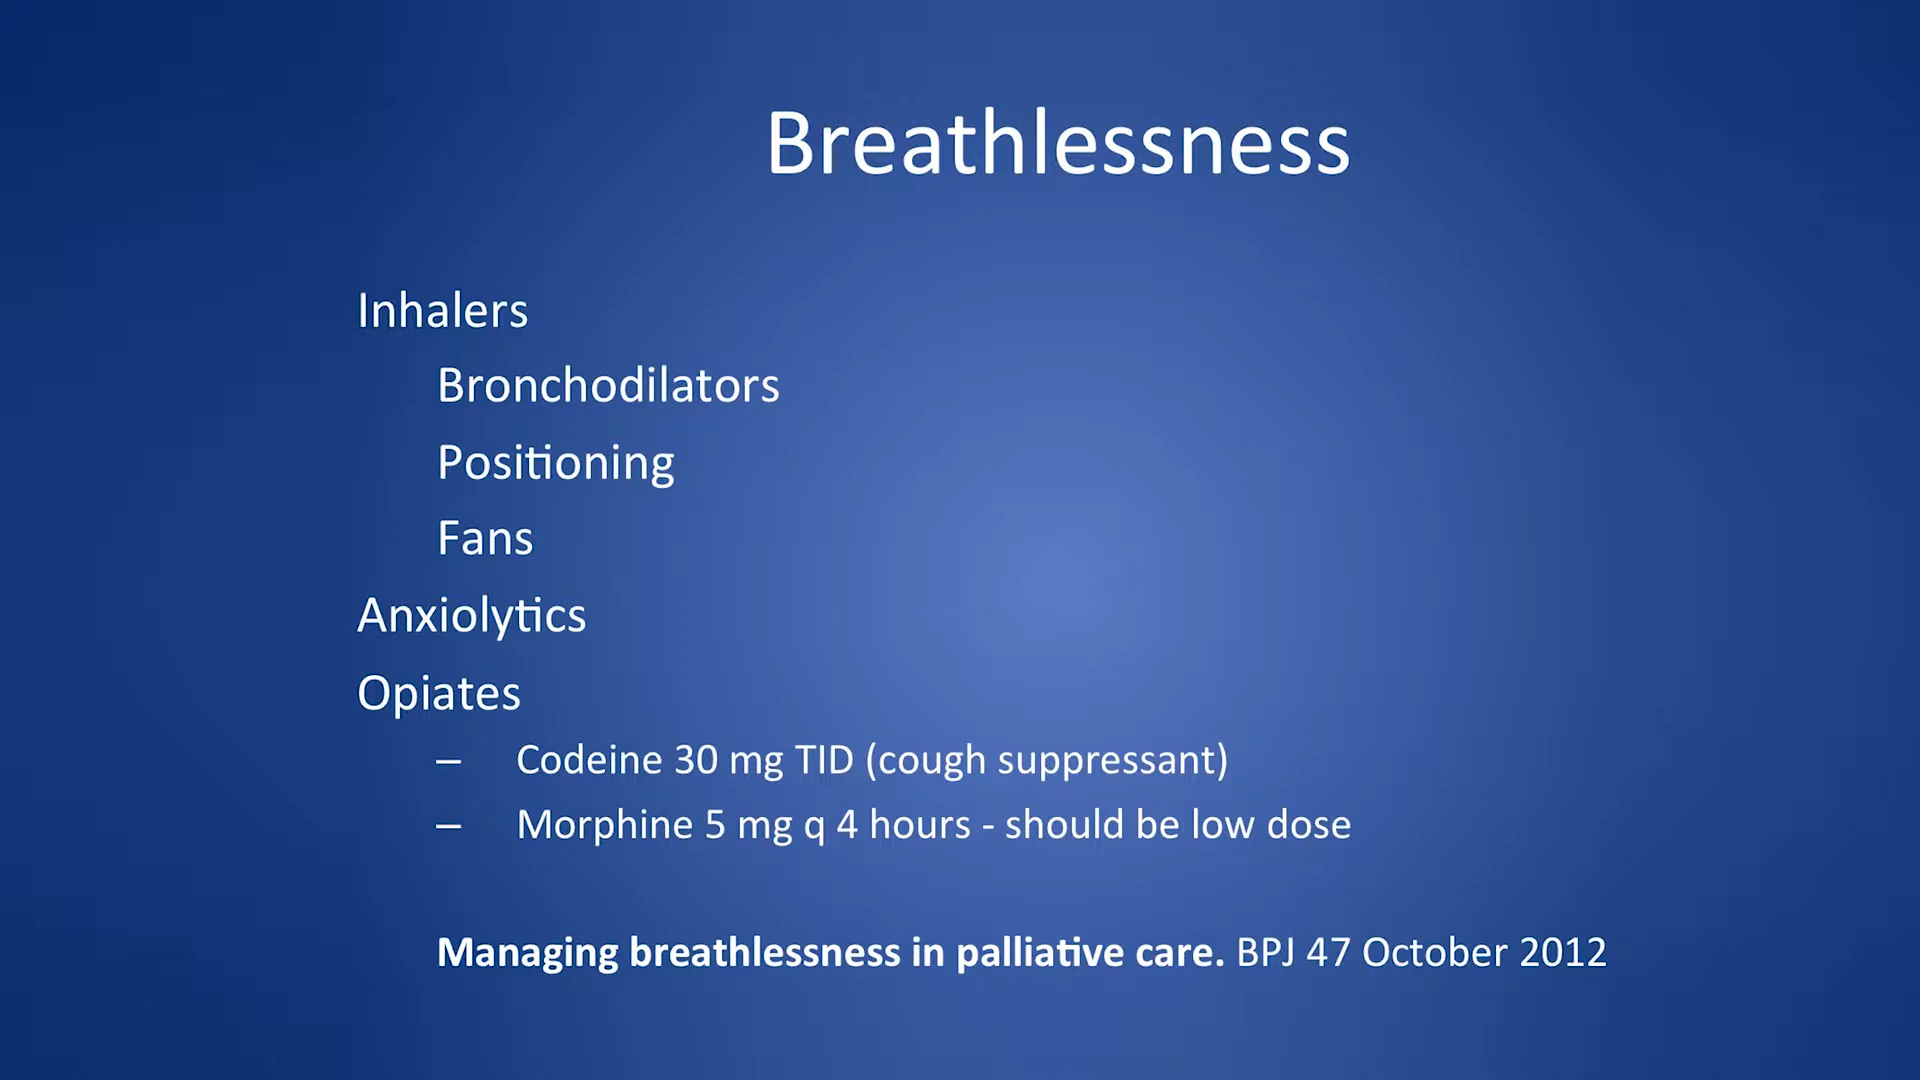 Breathlessness
Inhalers
Bronchodilators
Positioning
Fans
Anxiolytics
Opiates
– Codeine 30 mg TID (cough suppressant)
– Morphine 5 mg q 4 hours - should be low dose
Managing breathlessness in palliative care. BPJ 47 October 2012